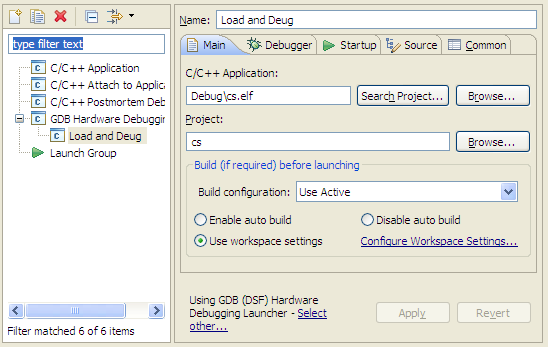 type filter text
C/C++ Application
C/C++ Attach to Applica
C/C++ Postmortem Deb
GDB Hardware Debugging
Load and Deug
Launch Group
Filter matched 6 of 6 items
Name: Load and Deug
Main Debugger Startup Source Common
C/C++ Application:
Debug\cs.elf Search Project... Browse...
Project:
cs Browse...
Build (if required) before launching
Build configuration: Use Active
Enable auto build Disable auto build
Use workspace settings Configure Workspace Settings...
Using GDB (DSF) Hardware
Debugging Launcher - Select
other...
Apply Revert